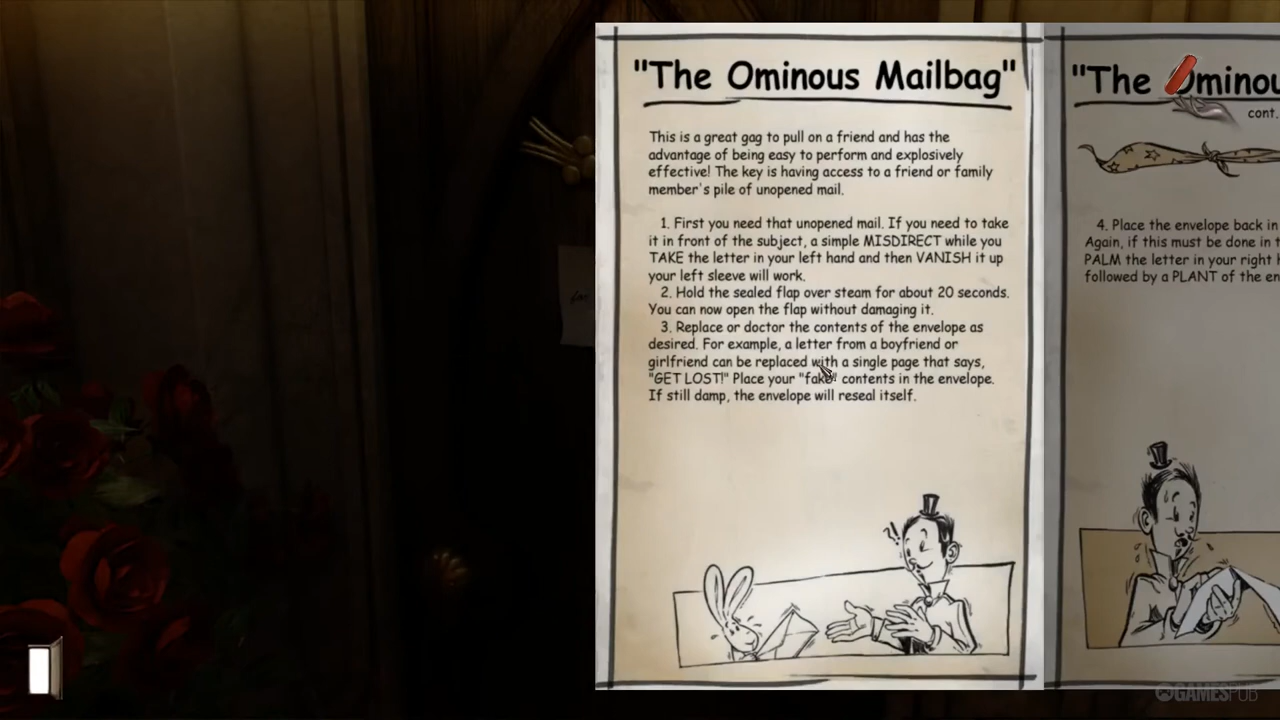 "The Ominous Mailbag"
This is a great gag to pull on a friend and has the
advantage of being easy to perform and explosively
effective! The key is having access to a friend or family
member's pile of unopened mail.
1. First you need that unopened mail. If you need to take
it in front of the subject, a simple MISDIRECT while you
TAKE the letter in your left hand and then VANISH it up
your left sleeve will work.
2. Hold the sealed flap over steam for about 20 seconds.
You can now open the flap without damaging it.
3. Replace or doctor the contents of the envelope as
desired. For example, a letter from a boyfriend or
girlfriend can be replaced with a single page that says,
"GET LOST!" Place your "fake" contents in the envelope.
If still damp, the envelope will reseal itself.
"The Ominou
cont.
4. Place the envelope back in
Again, if this must be done in t
PALM the letter in your right h
followed by a PLANT of the en
GAMESPUB